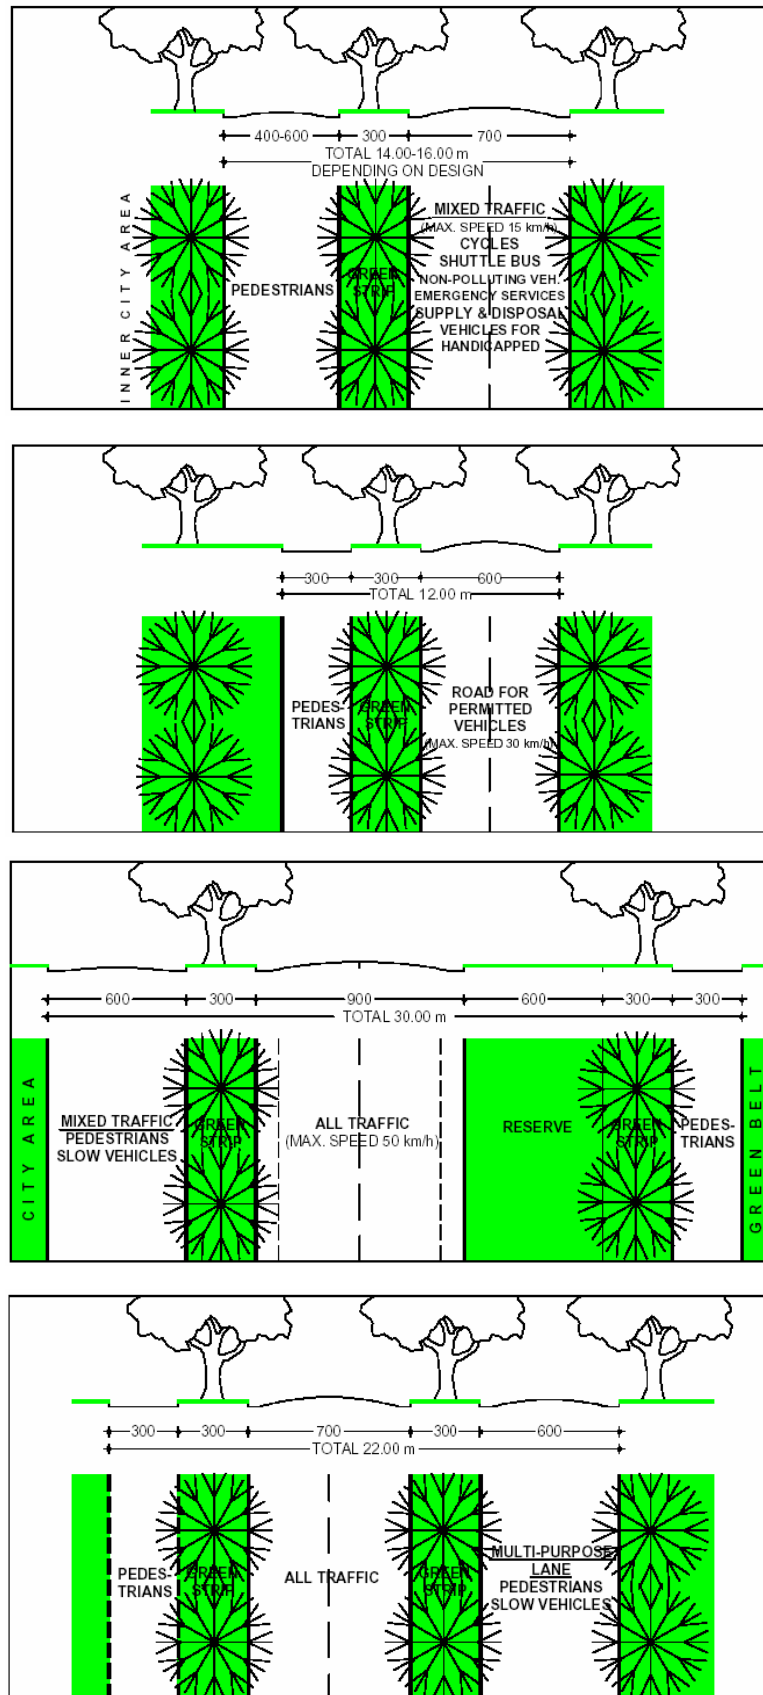 400-600 300 700
TOTAL 14.00-16.00 m
DEPENDING ON DESIGN
INNER CITY AREA
PEDESTRIANS
GREEN
STRIP
MIXED TRAFFIC
(MAX. SPEED 15 km/h)
CYCLES
SHUTTLE BUS
NON-POLLUTING VEH.
EMERGENCY SERVICES
SUPPLY & DISPOSAL
VEHICLES FOR
HANDICAPPED
300 300 600
TOTAL 12.00 m
PEDES-
TRIANS
GREEN
STRIP
ROAD FOR
PERMITTED
VEHICLES
(MAX. SPEED 30 km/h)
600 300 900 600 300 300
TOTAL 30.00 m
CITY AREA
MIXED TRAFFIC
PEDESTRIANS
SLOW VEHICLES
GREEN
STRIP
ALL TRAFFIC
(MAX. SPEED 50 km/h)
RESERVE
GREEN
STRIP
PEDES-
TRIANS
GREEN BELT
300 300 700 300 600
TOTAL 22.00 m
PEDES-
TRIANS
GREEN
STRIP
ALL TRAFFIC
GREEN
STRIP
MULTI-PURPOSE
LANE
PEDESTRIANS
SLOW VEHICLES